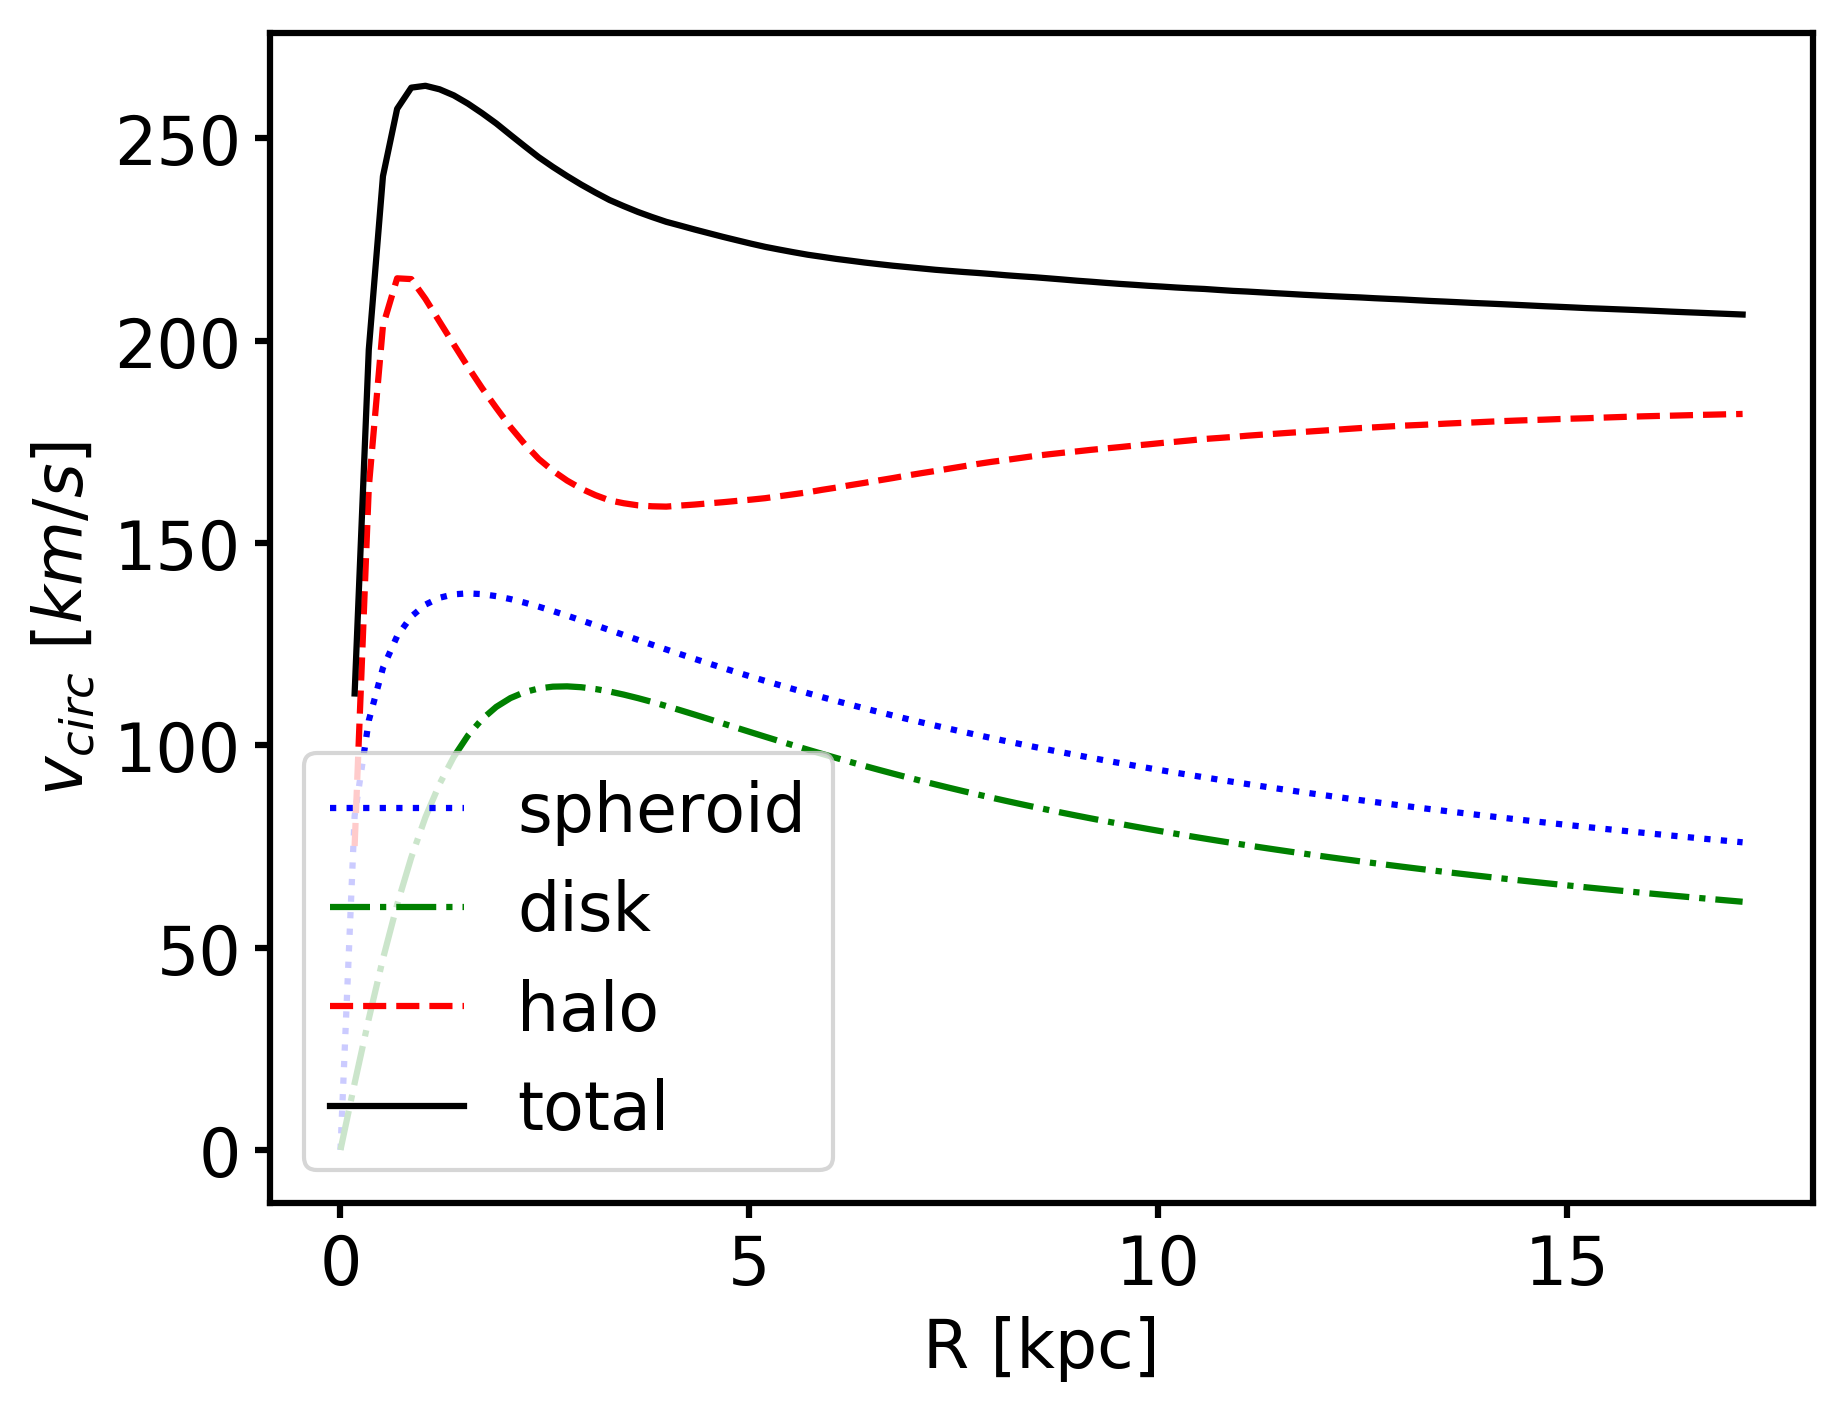 v_circ [km/s]
250
200
150
100
50
0
spheroid
disk
halo
total
0 5 10 15
R [kpc]